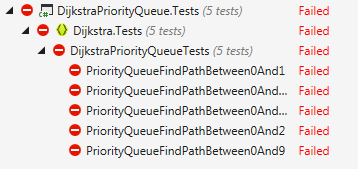 DijkstraPriorityQueue.Tests (5 tests) Failed
Dijkstra.Tests (5 tests) Failed
DijkstraPriorityQueueTests (5 tests) Failed
PriorityQueueFindPathBetween0And1 Failed
PriorityQueueFindPathBetween0And... Failed
PriorityQueueFindPathBetween0And... Failed
PriorityQueueFindPathBetween0And2 Failed
PriorityQueueFindPathBetween0And9 Failed